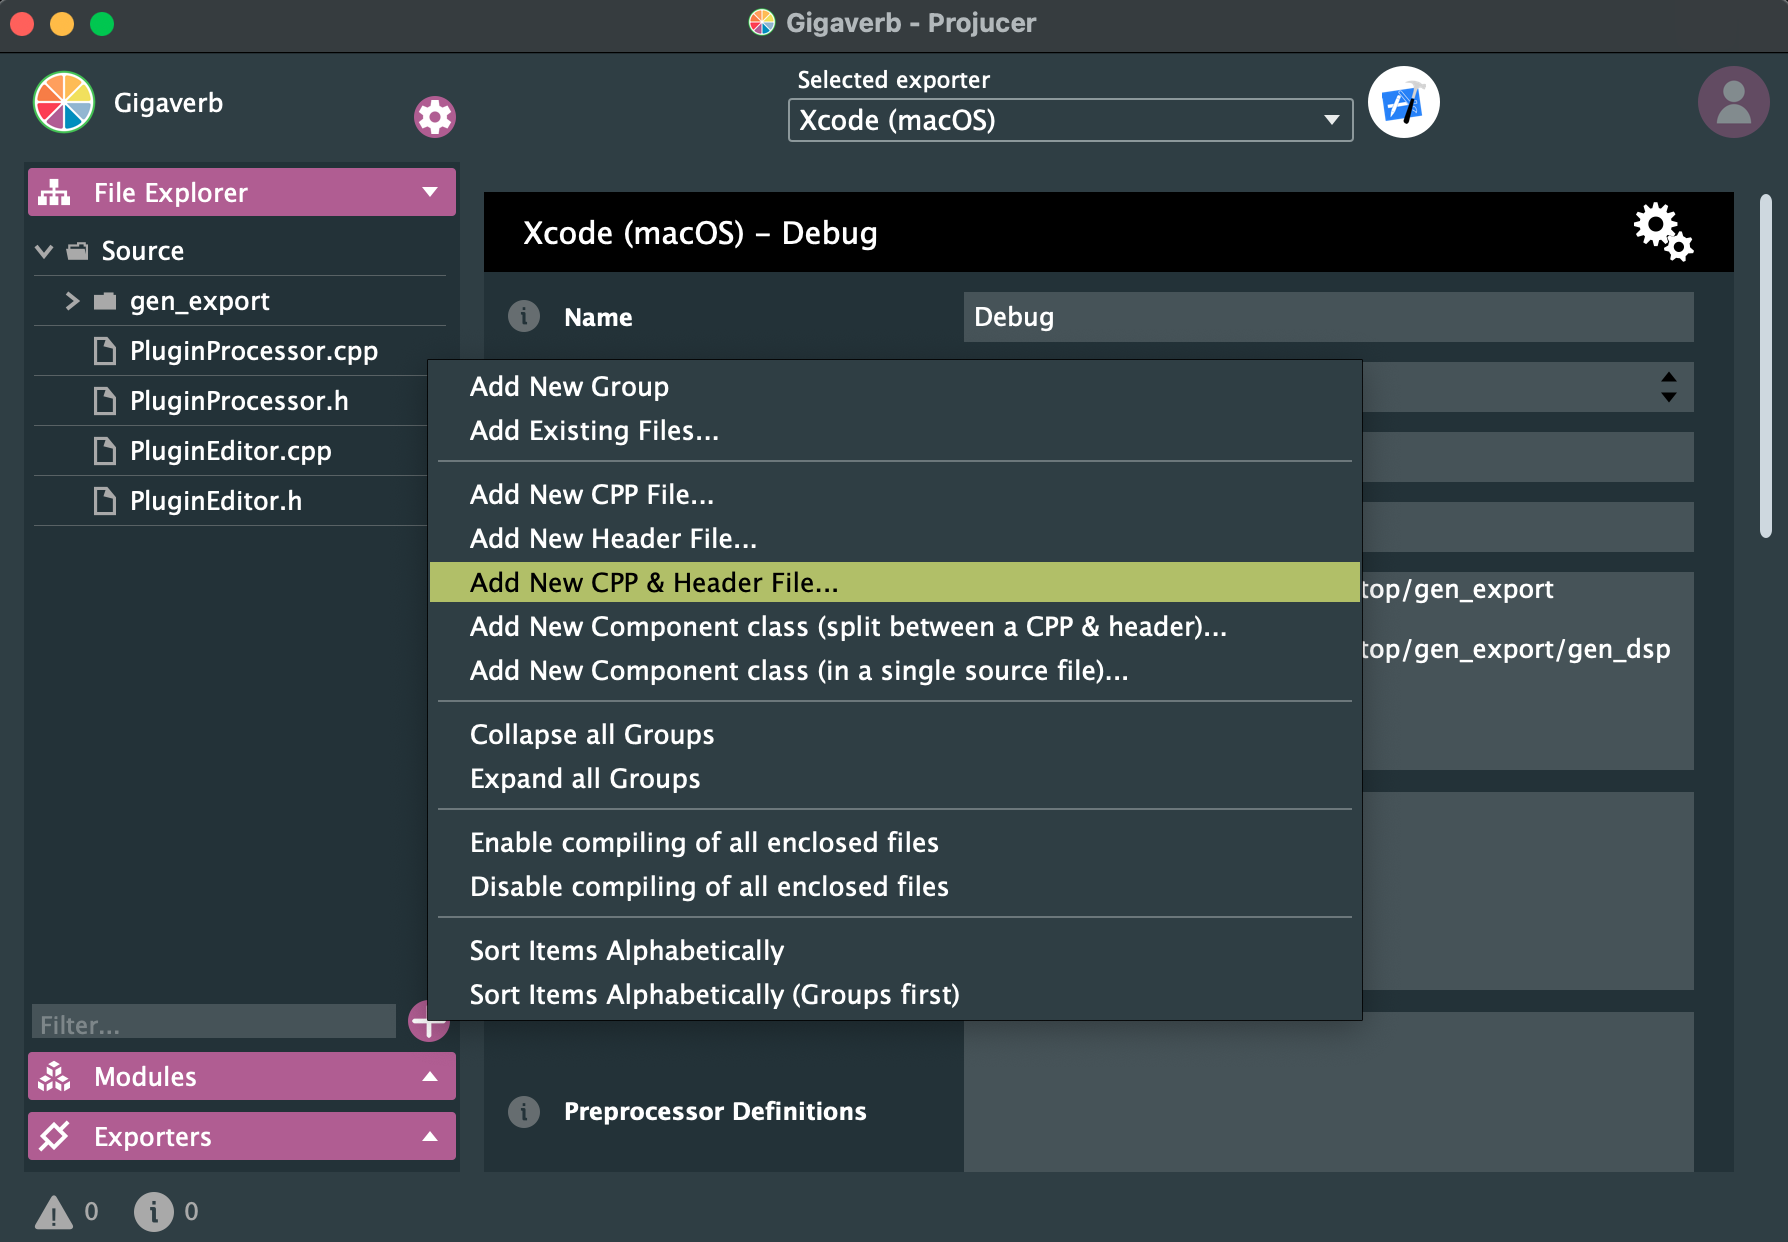 Gigaverb - Projucer
Gigaverb
Selected exporter
Xcode (macOS)
File Explorer
Source
gen_export
PluginProcessor.cpp
PluginProcessor.h
PluginEditor.cpp
PluginEditor.h
Filter...
Modules
Exporters
0
0
Xcode (macOS) – Debug
Name
Debug
Add New Group
Add Existing Files...
Add New CPP File...
Add New Header File...
Add New CPP & Header File...
Add New Component class (split between a CPP & header)...
Add New Component class (in a single source file)...
Collapse all Groups
Expand all Groups
Enable compiling of all enclosed files
Disable compiling of all enclosed files
Sort Items Alphabetically
Sort Items Alphabetically (Groups first)
top/gen_export
top/gen_export/gen_dsp
Preprocessor Definitions